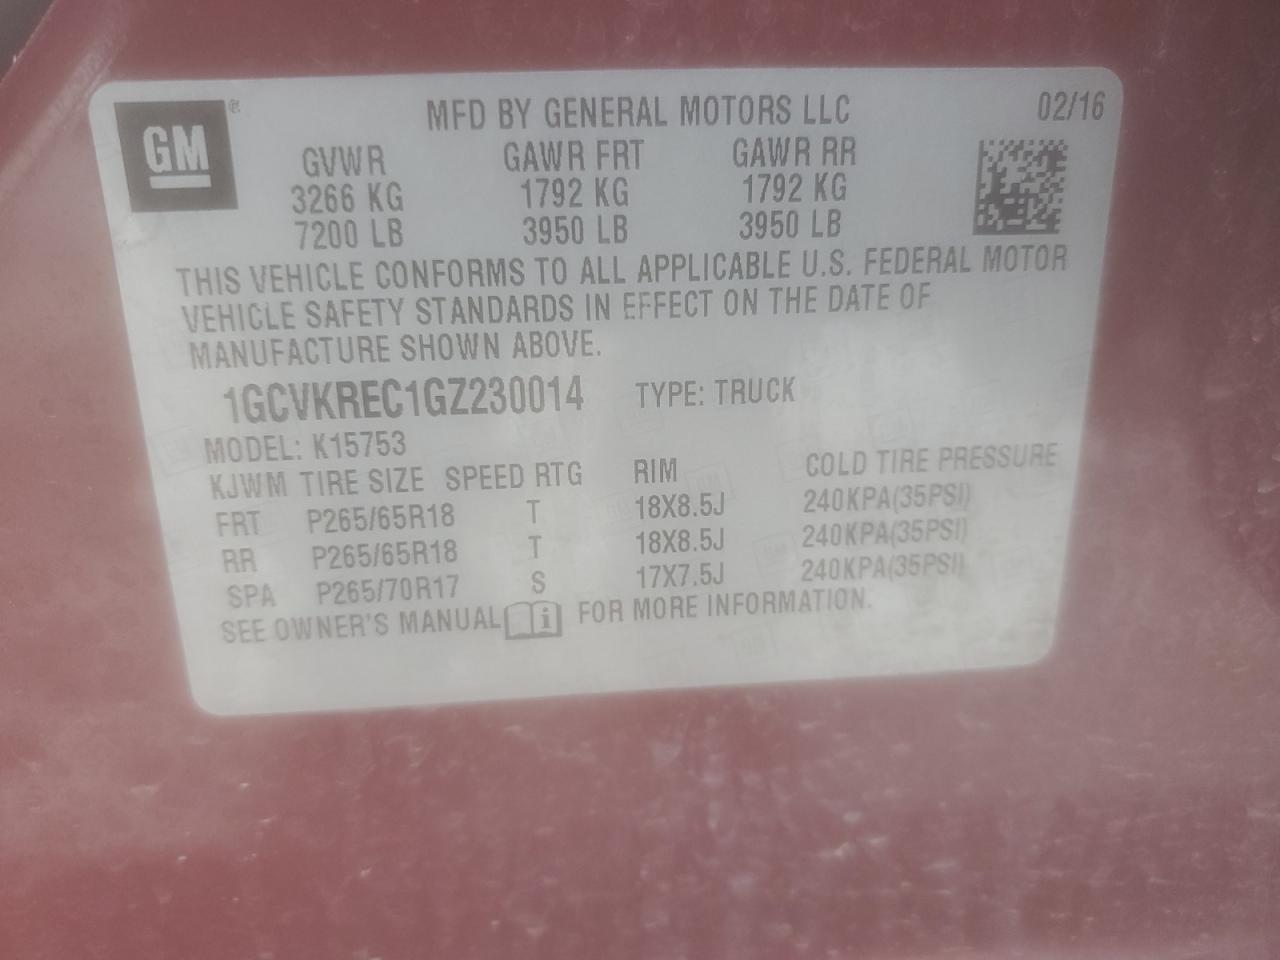 GM ® MFD BY GENERAL MOTORS LLC 02/16
GVWR GAWR FRT GAWR RR
3266 KG 1792 KG 1792 KG
7200 LB 3950 LB 3950 LB
THIS VEHICLE CONFORMS TO ALL APPLICABLE U.S. FEDERAL MOTOR
VEHICLE SAFETY STANDARDS IN EFFECT ON THE DATE OF
MANUFACTURE SHOWN ABOVE.
1GCVKREC1GZ230014 TYPE: TRUCK
MODEL: K15753
KJWM TIRE SIZE SPEED RTG RIM COLD TIRE PRESSURE
FRT P265/65R18 T 18X8.5J 240KPA(35PSI)
RR P265/65R18 T 18X8.5J 240KPA(35PSI)
SPA P265/70R17 S 17X7.5J 240KPA(35PSI)
SEE OWNER'S MANUAL i FOR MORE INFORMATION.